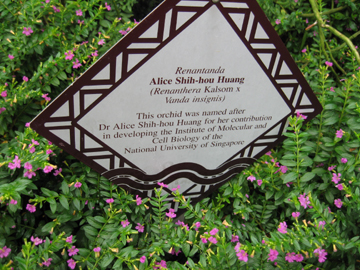 Renantanda
Alice Shih-hou Huang
(Renanthera Kalsom x
Vanda insignis)
This orchid was named after
Dr Alice Shih-hou Huang for her contribution
in developing the Institute of Molecular and
Cell Biology of the
National University of Singapore